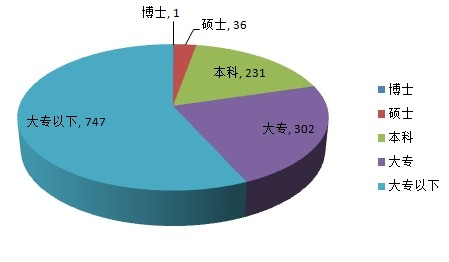 博士, 1
硕士, 36
本科, 231
大专, 302
大专以下, 747
博士
硕士
本科
大专
大专以下